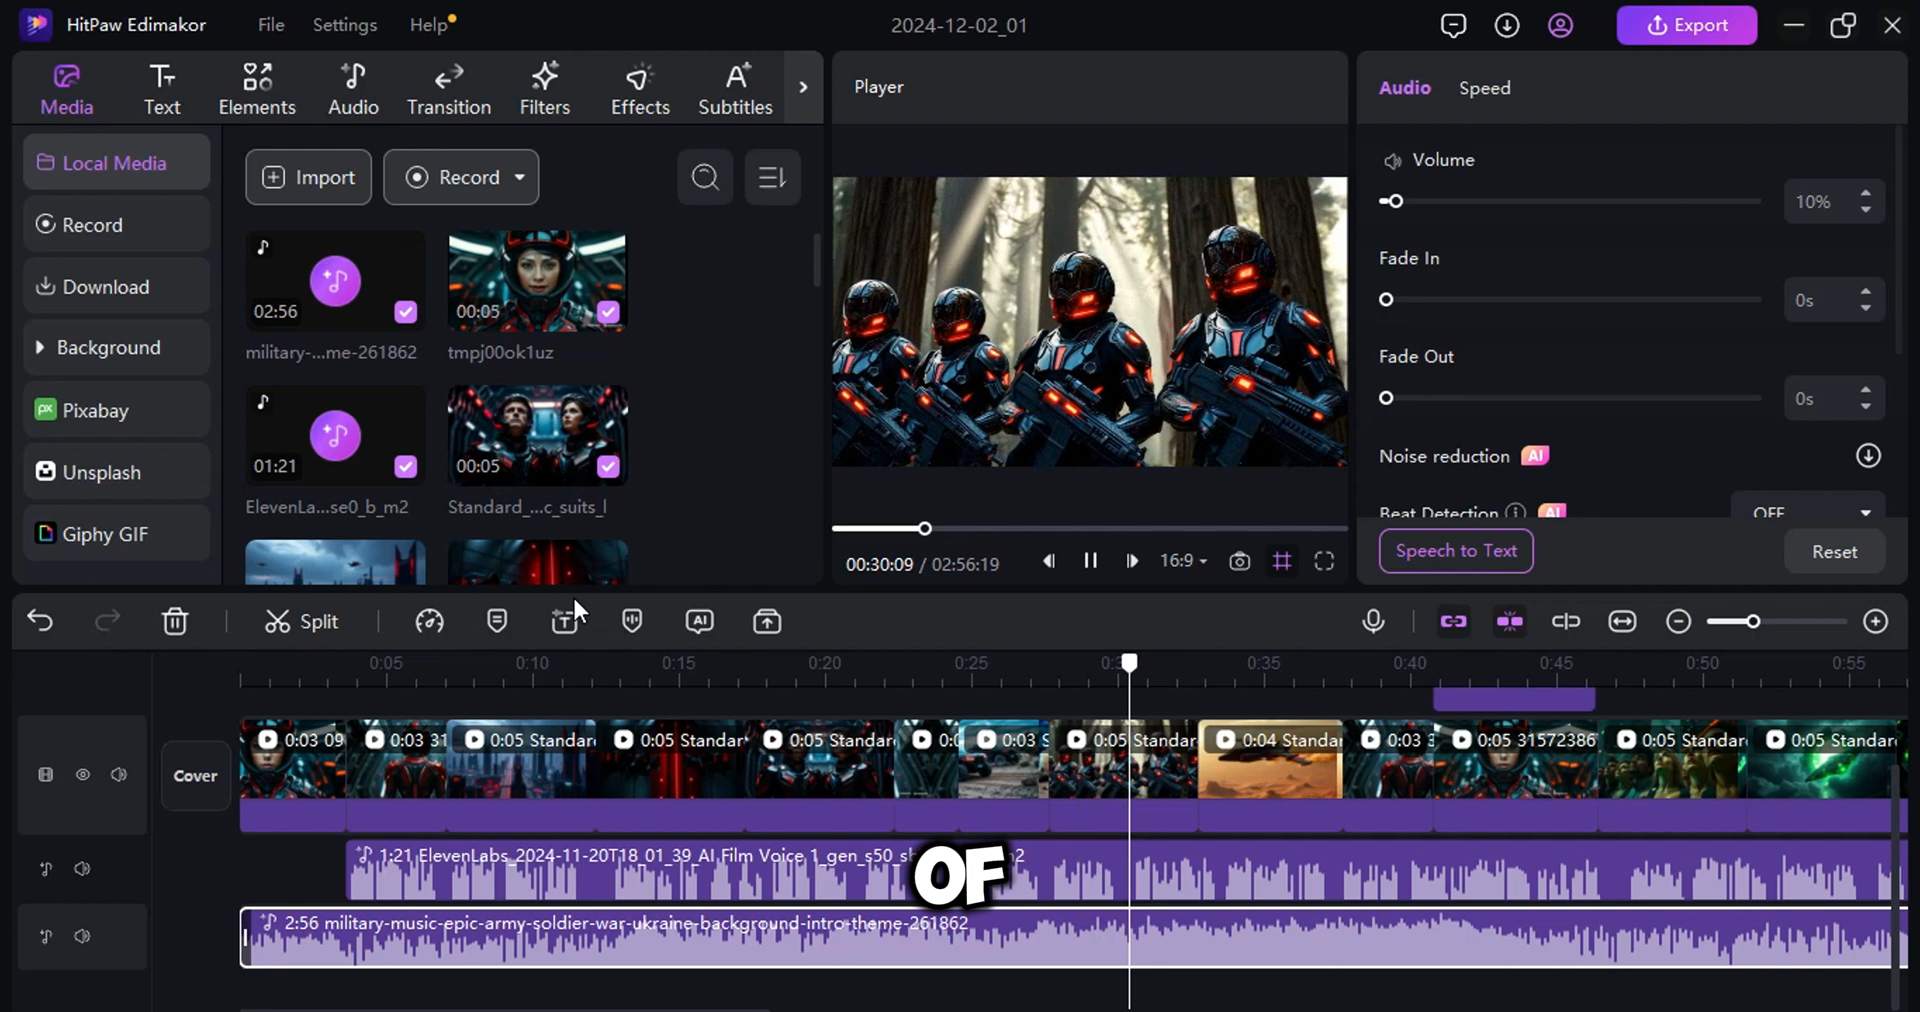 HitPaw Edimakor
File
Settings
Help
2024-12-02_01
Export
Media
Text
Elements
Audio
Transition
Filters
Effects
Subtitles
Player
Audio
Speed
Local Media
Record
Download
Background
Pixabay
Unsplash
Giphy GIF
Import
Record
02:56
military-...me-261862
00:05
tmpj00ok1uz
01:21
ElevenLa...se0_b_m2
00:05
Standard_...c_suits_l
00:30:09 / 02:56:19
16:9
Volume
10%
Fade In
0s
Fade Out
0s
Noise reduction AI
Beat Detection AI
OFF
Speech to Text
Reset
Split
AI
0:05 0:10 0:15 0:20 0:25 0:35 0:40 0:45 0:50 0:55
Cover
0:03 09
0:03 31
0:05 Standar
0:05 Standar
0:05 Standar
0:03 S
0:05 Standar
0:04 Standar
0:03 3
0:05 31572386
0:05 Standar
0:05 Standar
1:21 ElevenLabs_2024-11-20T18_01_39_AI Film Voice 1_gen_s50
OF
2:56 military-music-epic-army-soldier-war-ukraine-background-intro-theme-261862